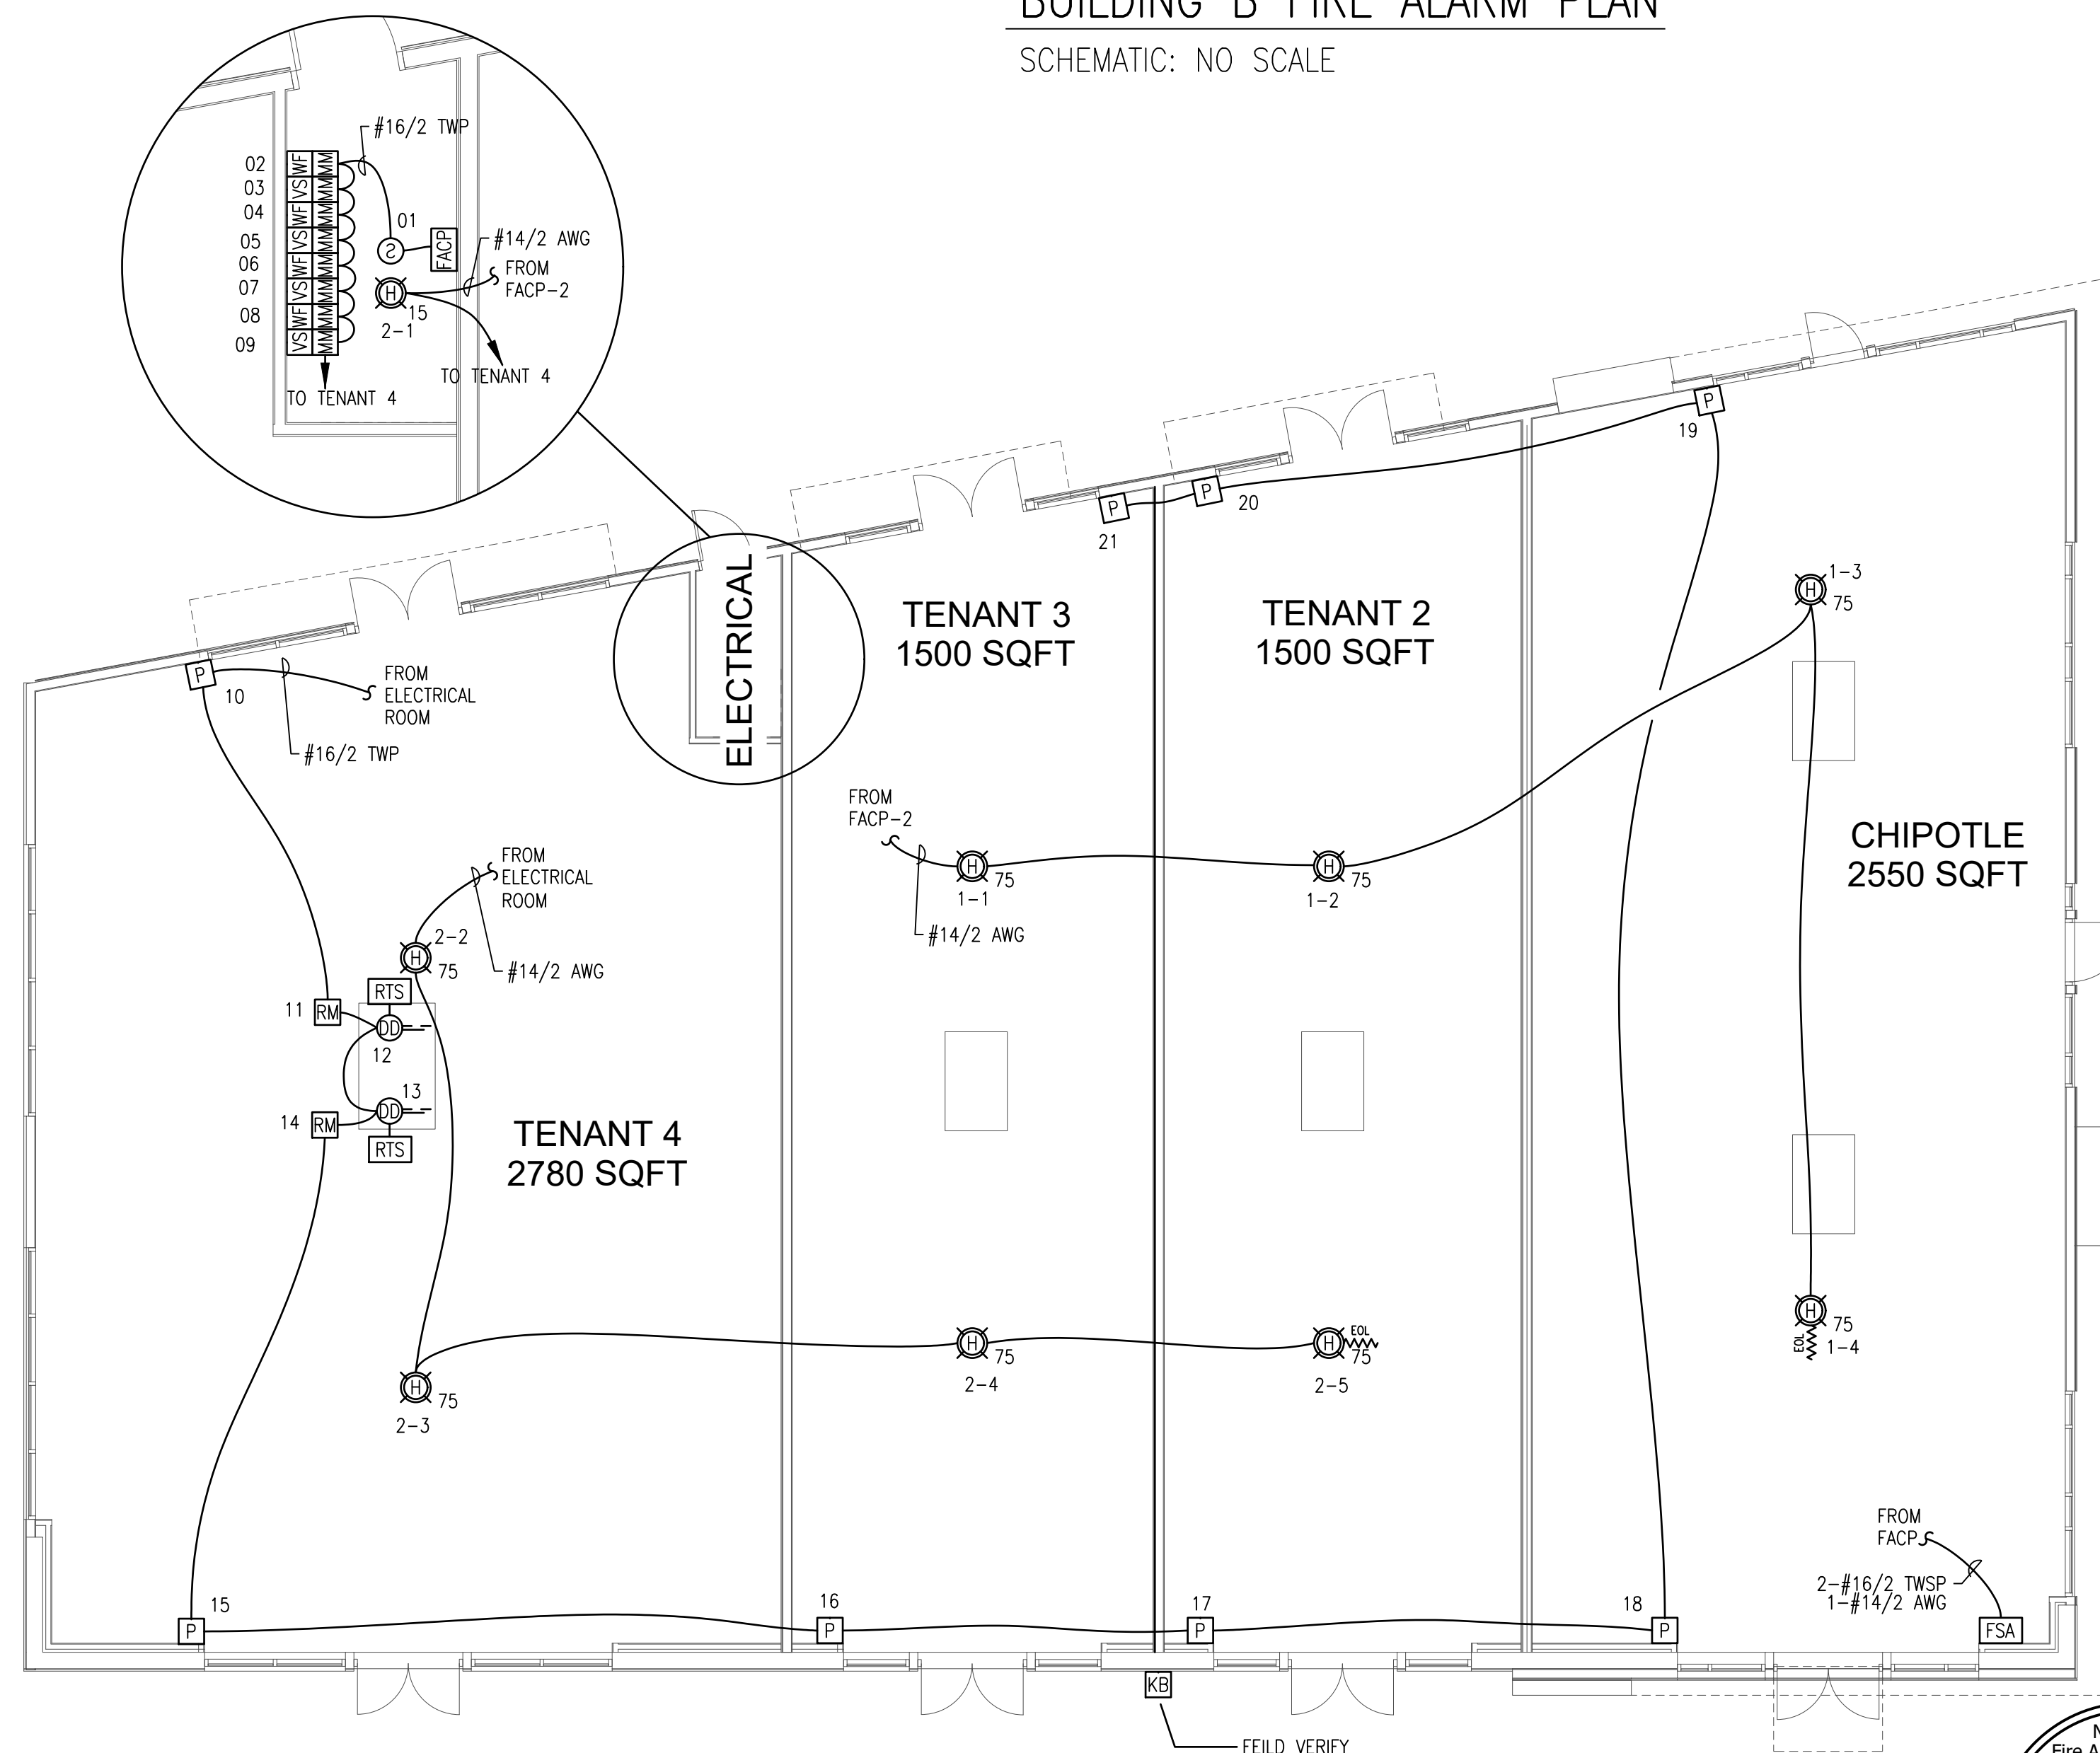 BUILDING B FIRE ALARM PLAN
SCHEMATIC: NO SCALE
#16/2 TWP
02
03
04
05
06
07
08
09
WF MM
VS MM
WF MM
VS MM
WF MM
VS MM
WF MM
VS MM
01
S
FACP
#14/2 AWG
FROM
FACP-2
H
15
2-1
TO TENANT 4
TO TENANT 4
P
19
P
20
P
21
ELECTRICAL
TENANT 3
1500 SQFT
TENANT 2
1500 SQFT
H
1-3
75
P
10
FROM
ELECTRICAL
ROOM
#16/2 TWP
FROM
FACP-2
H
75
1-1
#14/2 AWG
H
75
1-2
CHIPOTLE
2550 SQFT
FROM
ELECTRICAL
ROOM
2-2
H
75
#14/2 AWG
RTS
11
RM
DD
12
13
14
RM
DD
RTS
TENANT 4
2780 SQFT
H
75
2-3
H
75
2-4
H
EOL
75
2-5
H
75
EOL
1-4
FROM
FACP
2-#16/2 TWSP
1-#14/2 AWG
FSA
15
P
16
P
17
P
18
P
KB
FEILD VERIFY
N
Fire A